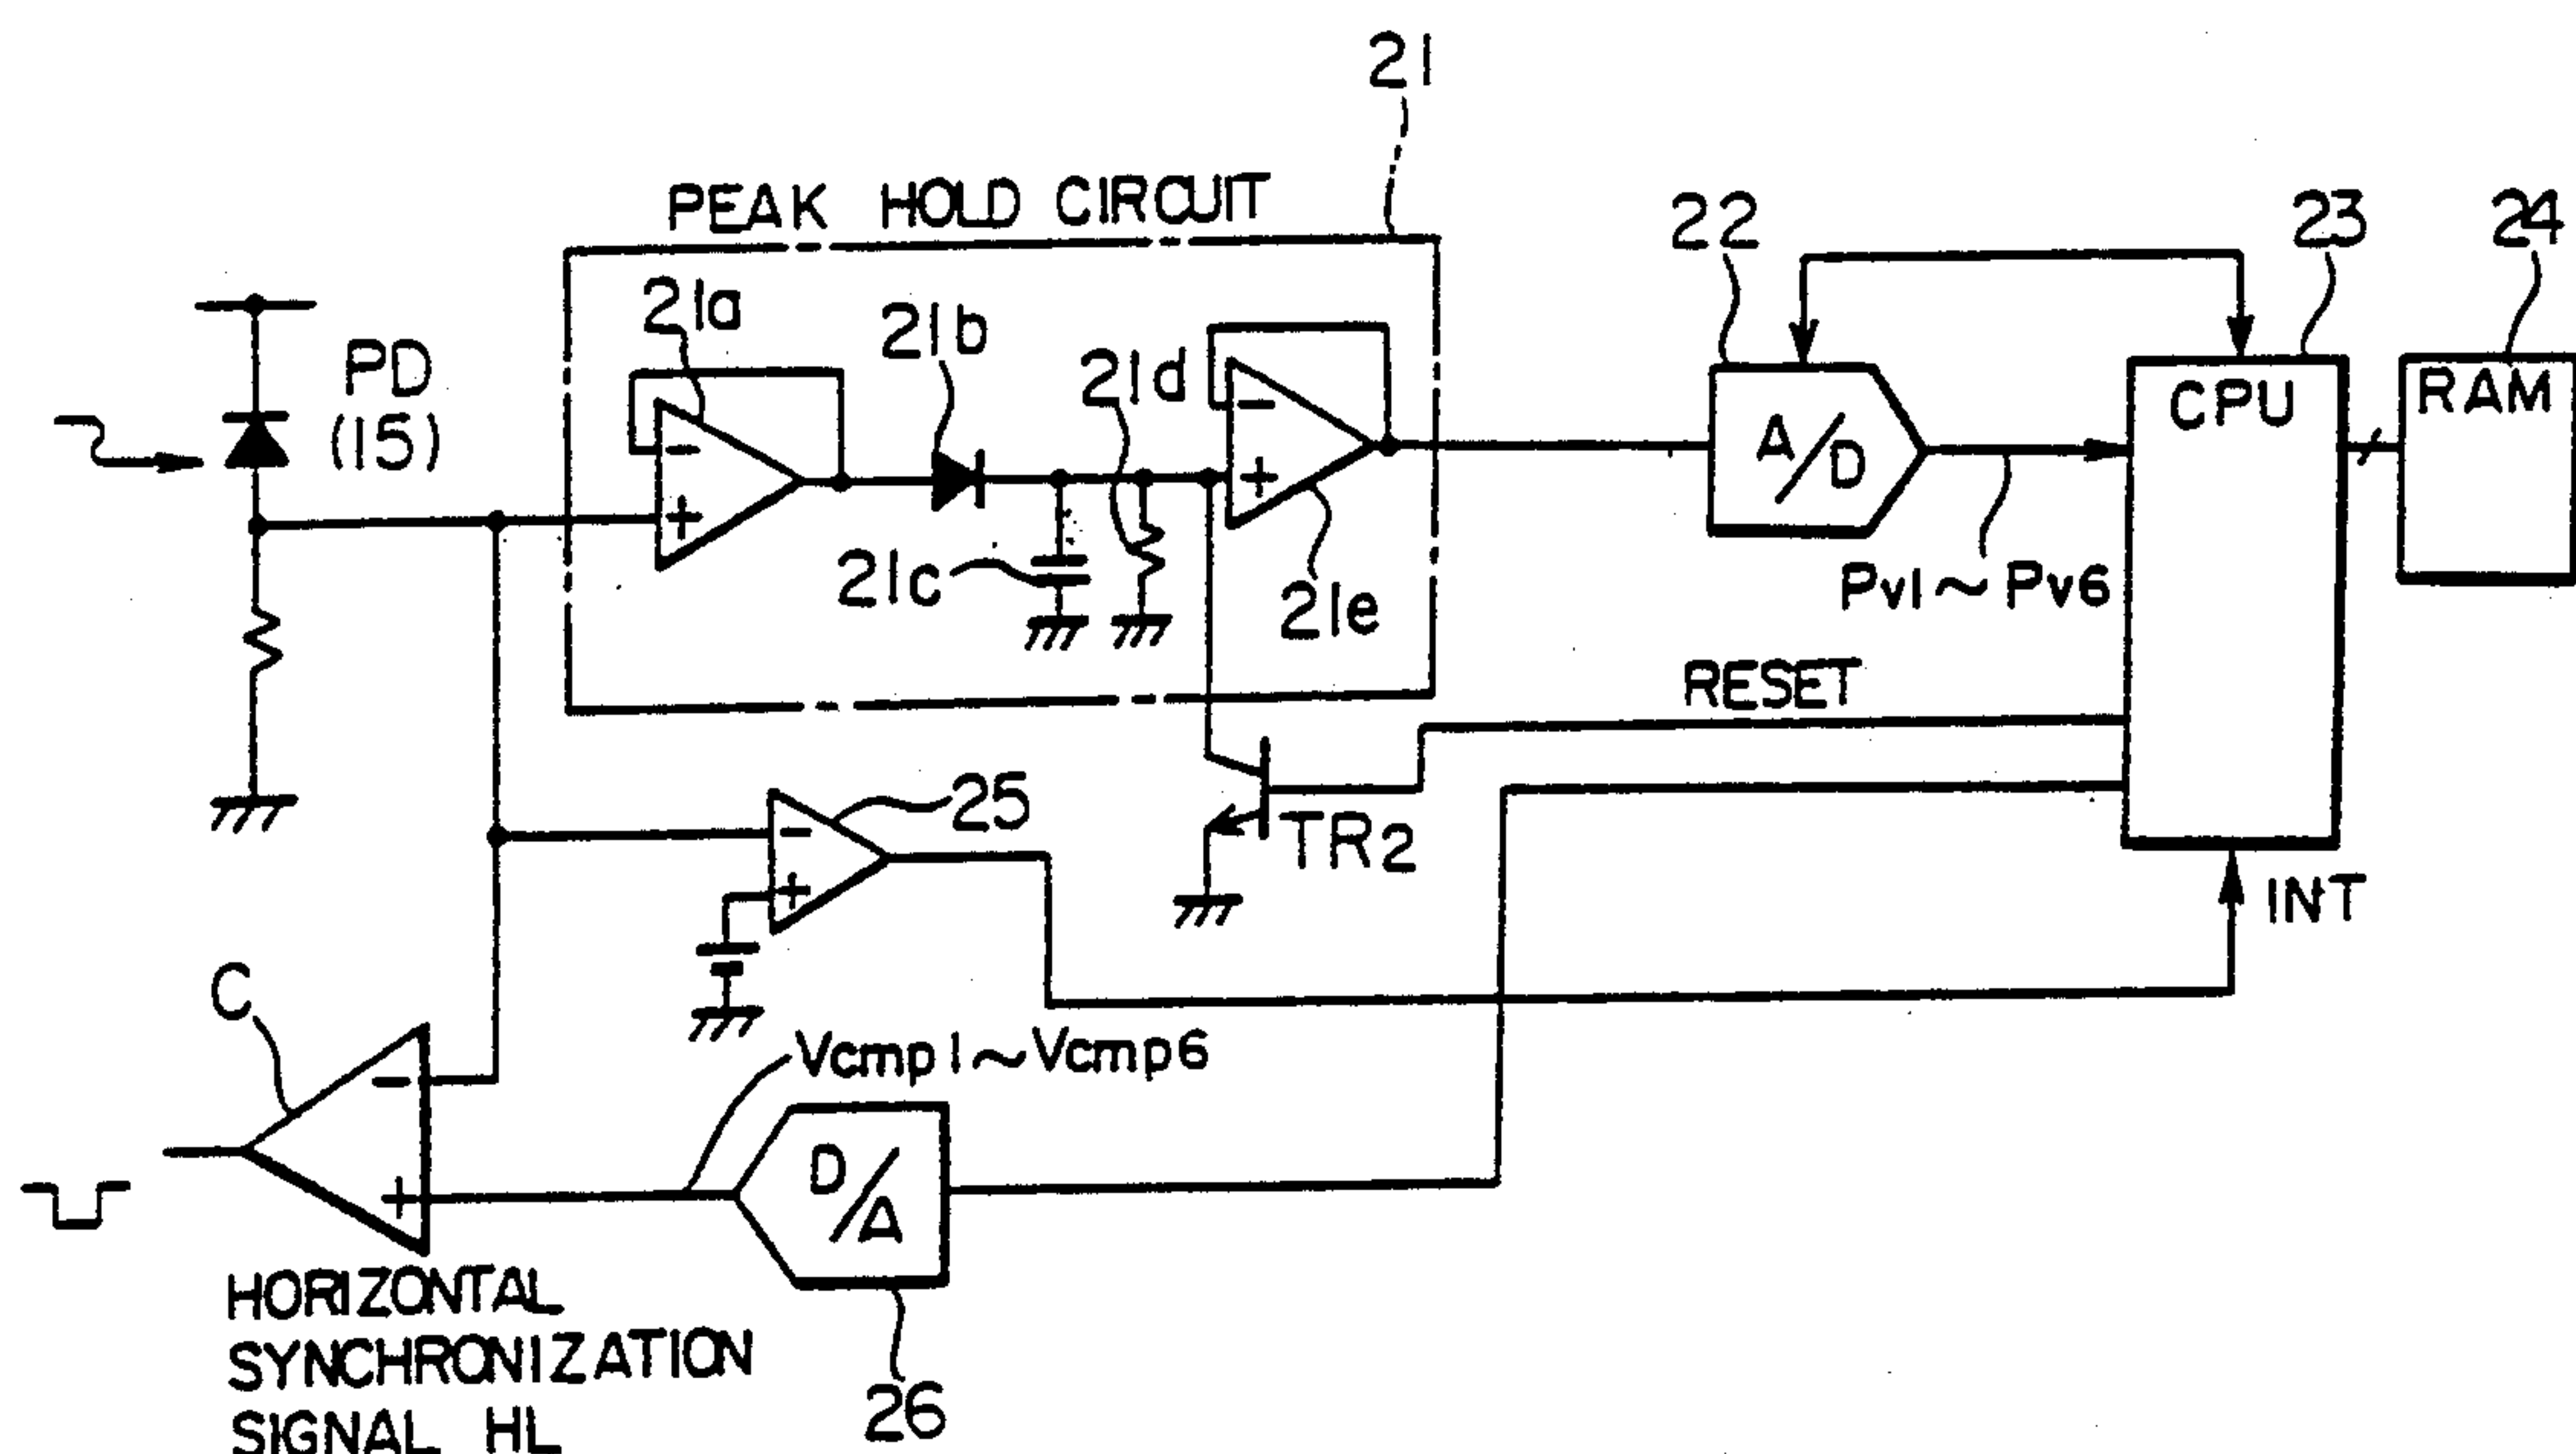 21
PEAK HOLD CIRCUIT
22
23
24
21a
21b
21d
PD
(15)
CPU
RAM
A/D
-
+
-
+
21c
21e
Pv1~Pv6
RESET
25
TR2
-
+
INT
C
Vcmp1~Vcmp6
-
+
D/A
HORIZONTAL
SYNCHRONIZATION
SIGNAL HL
26